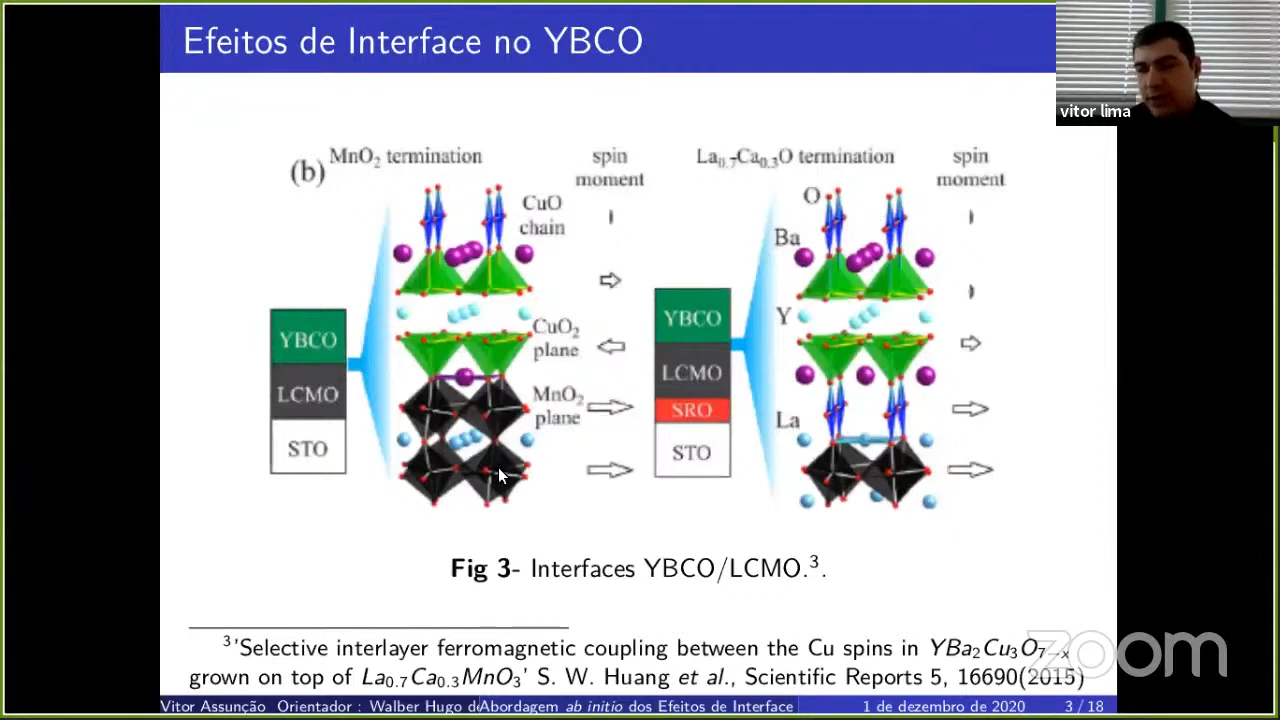 Efeitos de Interface no YBCO
vitor lima
(b)
MnO₂ termination
spin
moment
La₀.₇Ca₀.₃O termination
spin
moment
CuO
chain
O
Ba
YBCO
LCMO
STO
CuO₂
plane
MnO₂
plane
YBCO
LCMO
SRO
STO
Y
La
Fig 3- Interfaces YBCO/LCMO.³.
³'Selective interlayer ferromagnetic coupling between the Cu spins in YBa₂Cu₃O₇₋ₓ
grown on top of La₀.₇Ca₀.₃MnO₃' S. W. Huang et al., Scientific Reports 5, 16690(2015)
zoom
Vitor Assunção Orientador : Walber Hugo de
Abordagem ab initio dos Efeitos de Interface
1 de dezembro de 2020
3 / 18